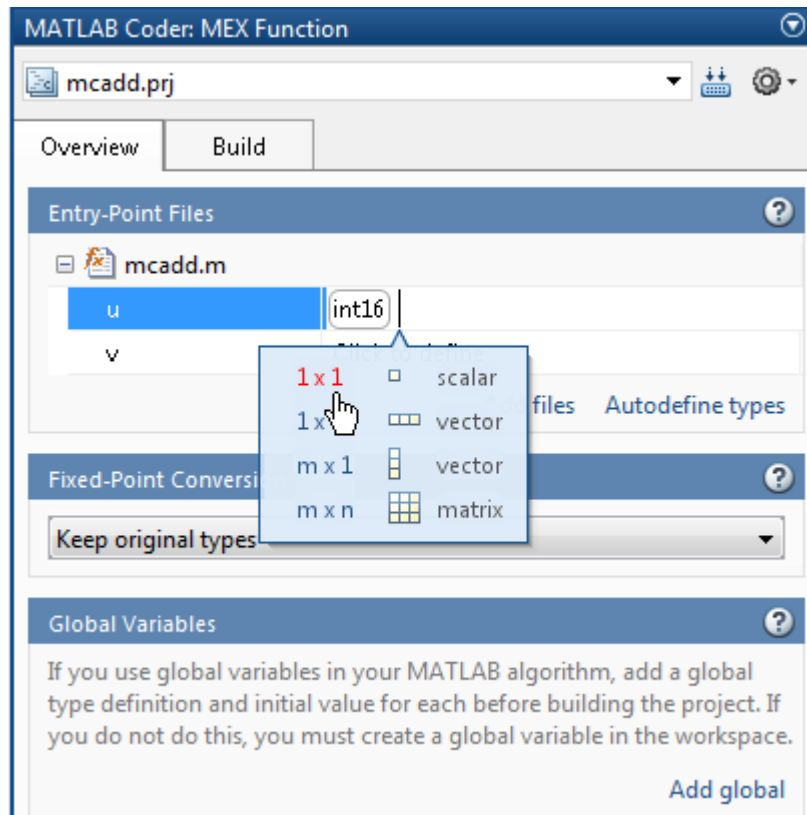 MATLAB Coder: MEX Function
mcadd.prj
Overview Build
Entry-Point Files
mcadd.m
u int16
v
1 x 1 scalar
1 x vector
m x 1 vector
m x n matrix
files Autodefine types
Fixed-Point Conversi
Keep original types
Global Variables
If you use global variables in your MATLAB algorithm, add a global
type definition and initial value for each before building the project. If
you do not do this, you must create a global variable in the workspace.
Add global